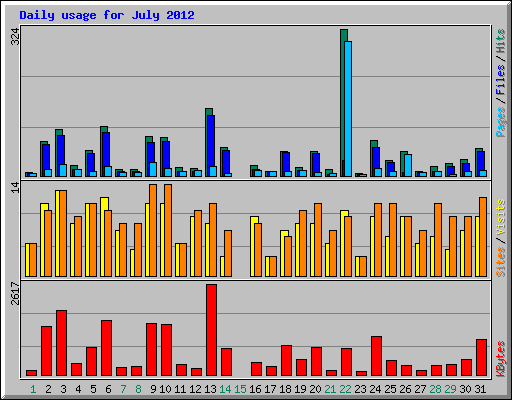 Daily usage for July 2012
324
Pages / Files / Hits
14
Sites / Visits
2617
KBytes
1 2 3 4 5 6 7 8 9 10 11 12 13 14 15 16 17 18 19 20 21 22 23 24 25 26 27 28 29 30 31